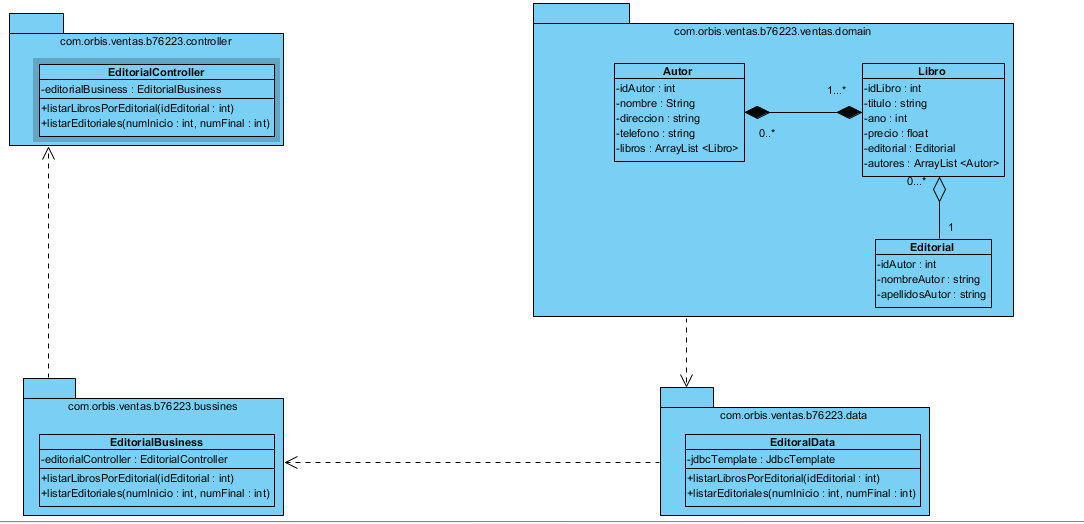 com.orbis.ventas.b76223.controller
EditorialController
-editorialBusiness : EditorialBusiness
+listarLibrosPorEditorial(idEditorial : int)
+listarEditoriales(numInicio : int, numFinal : int)
com.orbis.ventas.b76223.ventas.domain
Autor
-idAutor : int
-nombre : String
-direccion : string
-telefono : string
-libros : ArrayList <Libro>
0..*
1...*
Libro
-idLibro : int
-titulo : string
-ano : int
-precio : float
-editorial : Editorial
-autores : ArrayList <Autor>
0...*
1
Editorial
-idAutor : int
-nombreAutor : string
-apellidosAutor : string
com.orbis.ventas.b76223.bussines
EditorialBusiness
-editorialController : EditorialController
+listarLibrosPorEditorial(idEditorial : int)
+listarEditoriales(numInicio : int, numFinal : int)
com.orbis.ventas.b76223.data
EditoralData
-jdbcTemplate : JdbcTemplate
+listarLibrosPorEditorial(idEditorial : int)
+listarEditoriales(numInicio : int, numFinal : int)